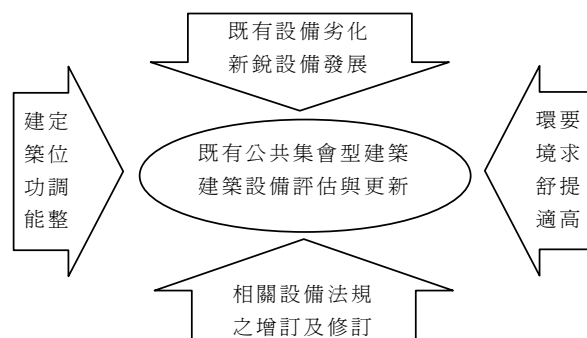 既有設備劣化
新銳設備發展
建築功能
定位調整
既有公共集會型建築
建築設備評估與更新
環境舒適
要求提高
相關設備法規
之增訂及修訂